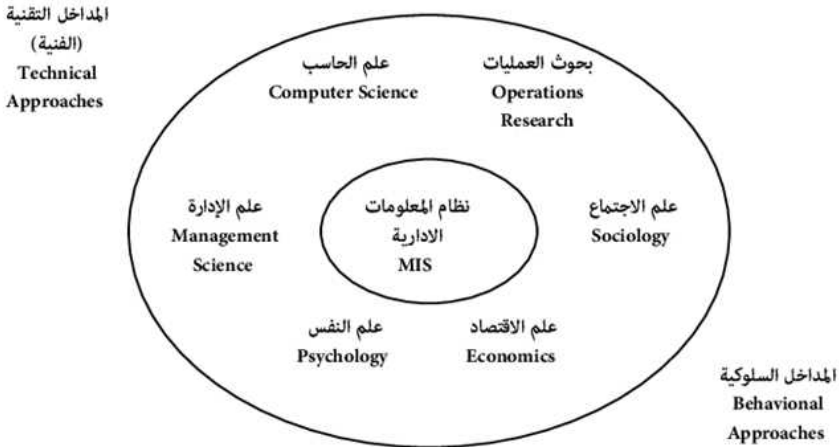 المداخل التقنية
(الفنية)
Technical
Approaches
علم الحاسب
Computer Science
بحوث العمليات
Operations
Research
علم الإدارة
Management
Science
نظام المعلومات
الادارية
MIS
علم الاجتماع
Sociology
علم النفس
Psychology
علم الاقتصاد
Economics
المداخل السلوكية
Behavional
Approaches